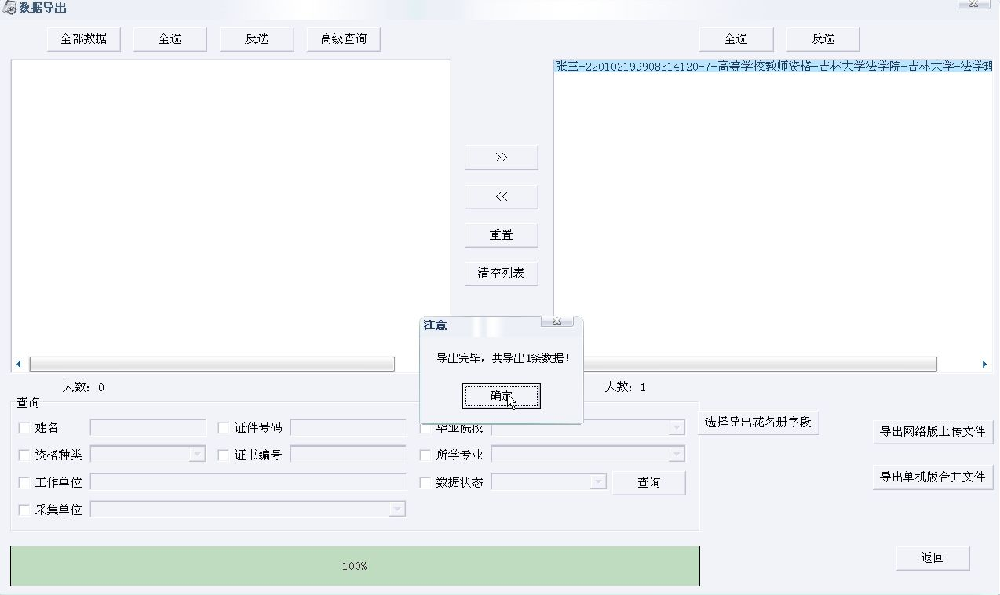 数据导出
全部数据 全选 反选 高级查询 全选 反选
张三-220102199908314120-7-高等学校教师资格-吉林大学法学院-吉林大学-法学理
>>
<<
重置
清空列表
注意
导出完毕，共导出1条数据！
确定
人数：0 人数：1
查询
姓名 证件号码 毕业院校
选择导出花名册字段
导出网络版上传文件
资格种类 证书编号 所学专业
工作单位 数据状态 查询
导出单机版合并文件
采集单位
100%
返回